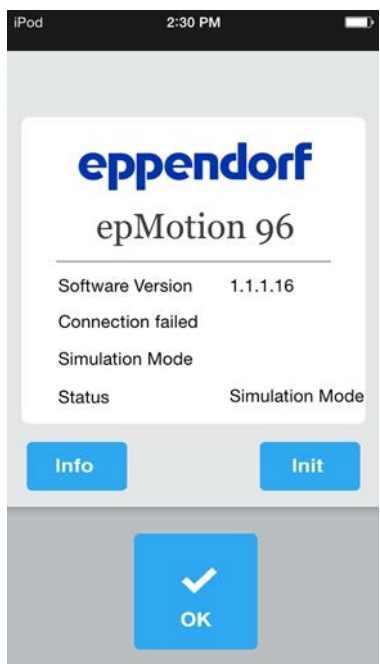 iPod 2:30 PM
eppendorf
epMotion 96
Software Version 1.1.1.16
Connection failed
Simulation Mode
Status Simulation Mode
Info Init
OK